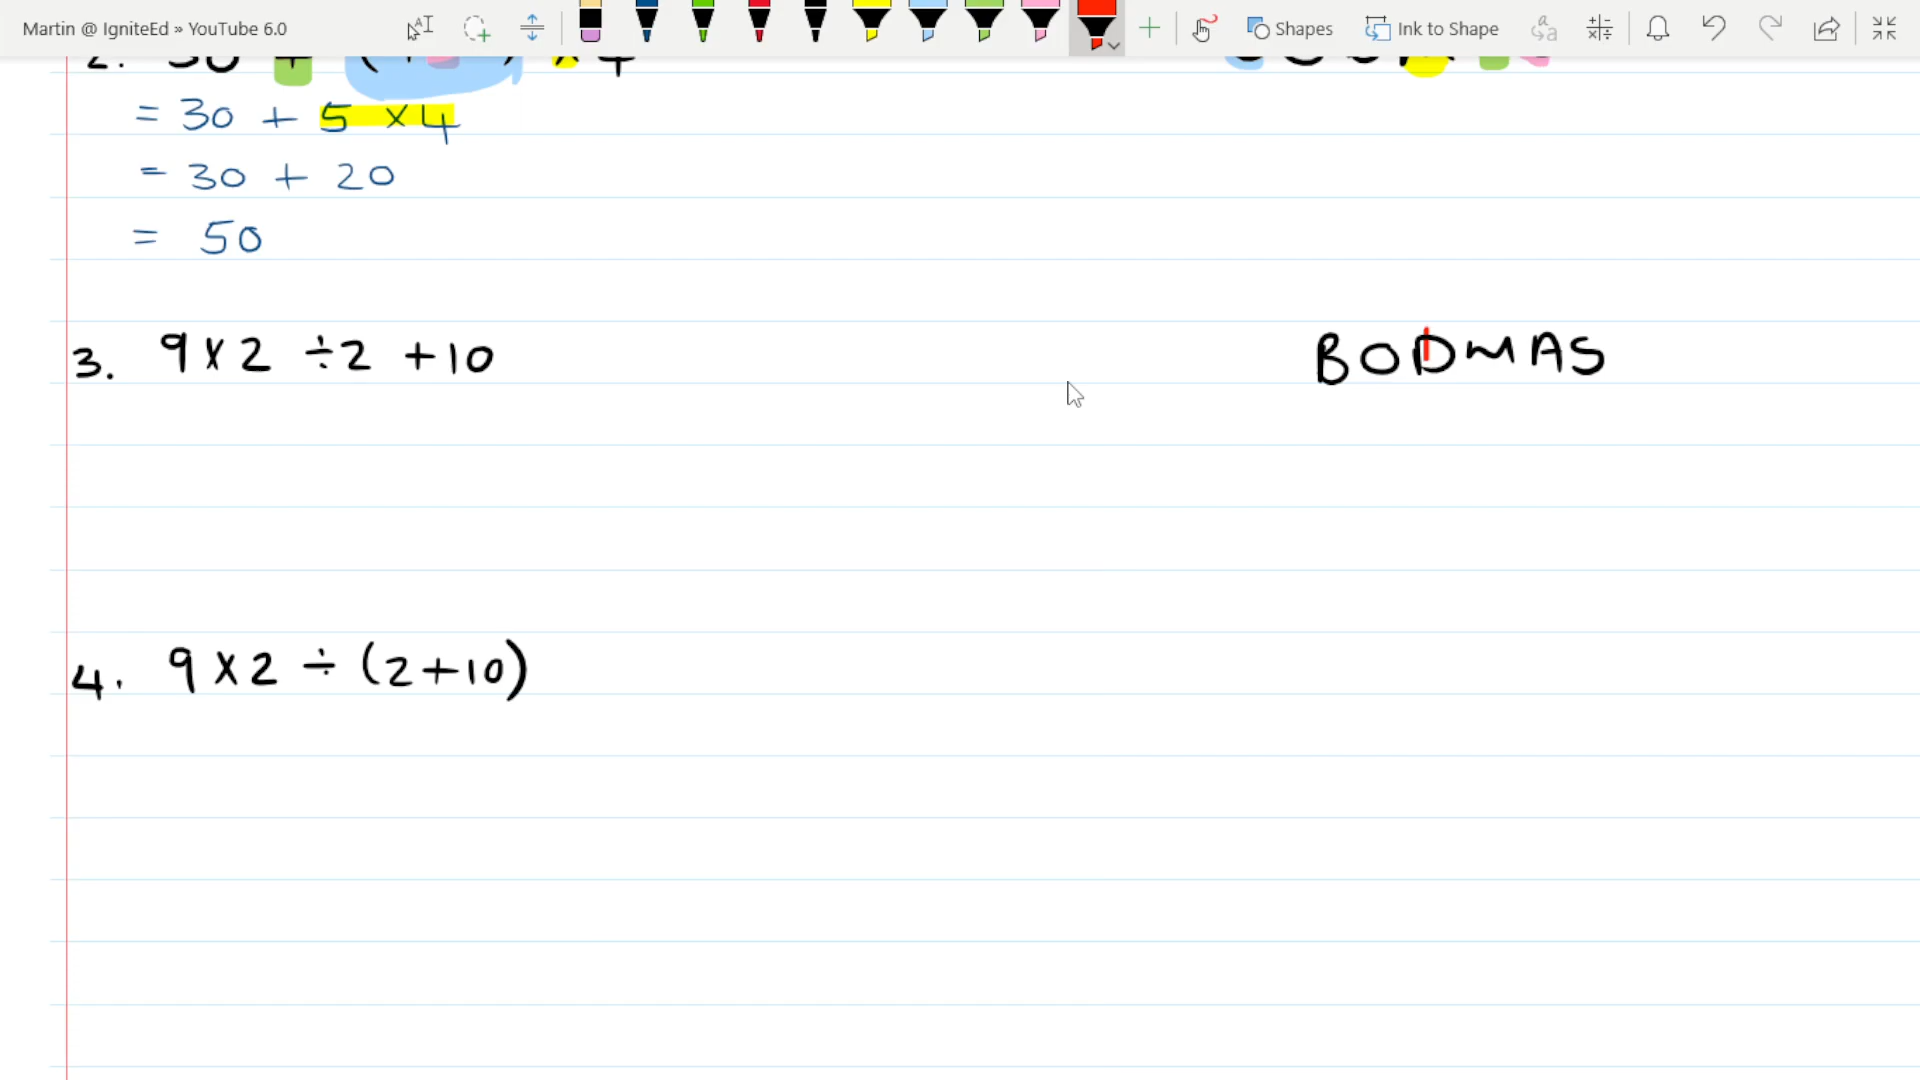 Martin @ IgniteEd » YouTube 6.0
Shapes
Ink to Shape
= 30 + 5 × 4
= 30 + 20
= 50
3. 9 × 2 ÷ 2 + 10
BODMAS
4. 9 × 2 ÷ (2 + 10)